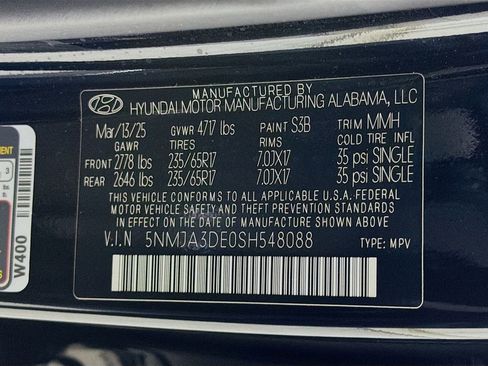 MANUFACTURED BY
HYUNDAI MOTOR MANUFACTURING ALABAMA, LLC
Mar/13/25 GVWR 4717 lbs PAINT S3B TRIM MMH
GAWR TIRES RIMS COLD TIRE INFL
FRONT 2778 lbs 235/65R17 7.0JX17 35 psi SINGLE
REAR 2646 lbs 235/65R17 7.0JX17 35 psi SINGLE
THIS VEHICLE CONFORMS TO ALL APPLICABLE U.S.A. FEDERAL
MOTOR VEHICLE SAFETY AND THEFT PREVENTION STANDARDS
IN EFFECT ON THE DATE OF MANUFACTURE SHOWN ABOVE.
V.I.N 5NMJA3DE0SH548088 TYPE: MPV
W400